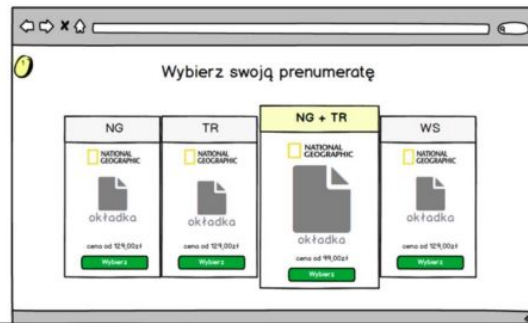 Wybierz swoją prenumeratę
NG
NATIONAL
GEOGRAPHIC
okładka
cena od 129,00zł
Wybierz
TR
NATIONAL
GEOGRAPHIC
okładka
cena od 129,00zł
Wybierz
NG + TR
NATIONAL
GEOGRAPHIC
okładka
cena od 99,00zł
Wybierz
WS
NATIONAL
GEOGRAPHIC
okładka
cena od 129,00zł
Wybierz